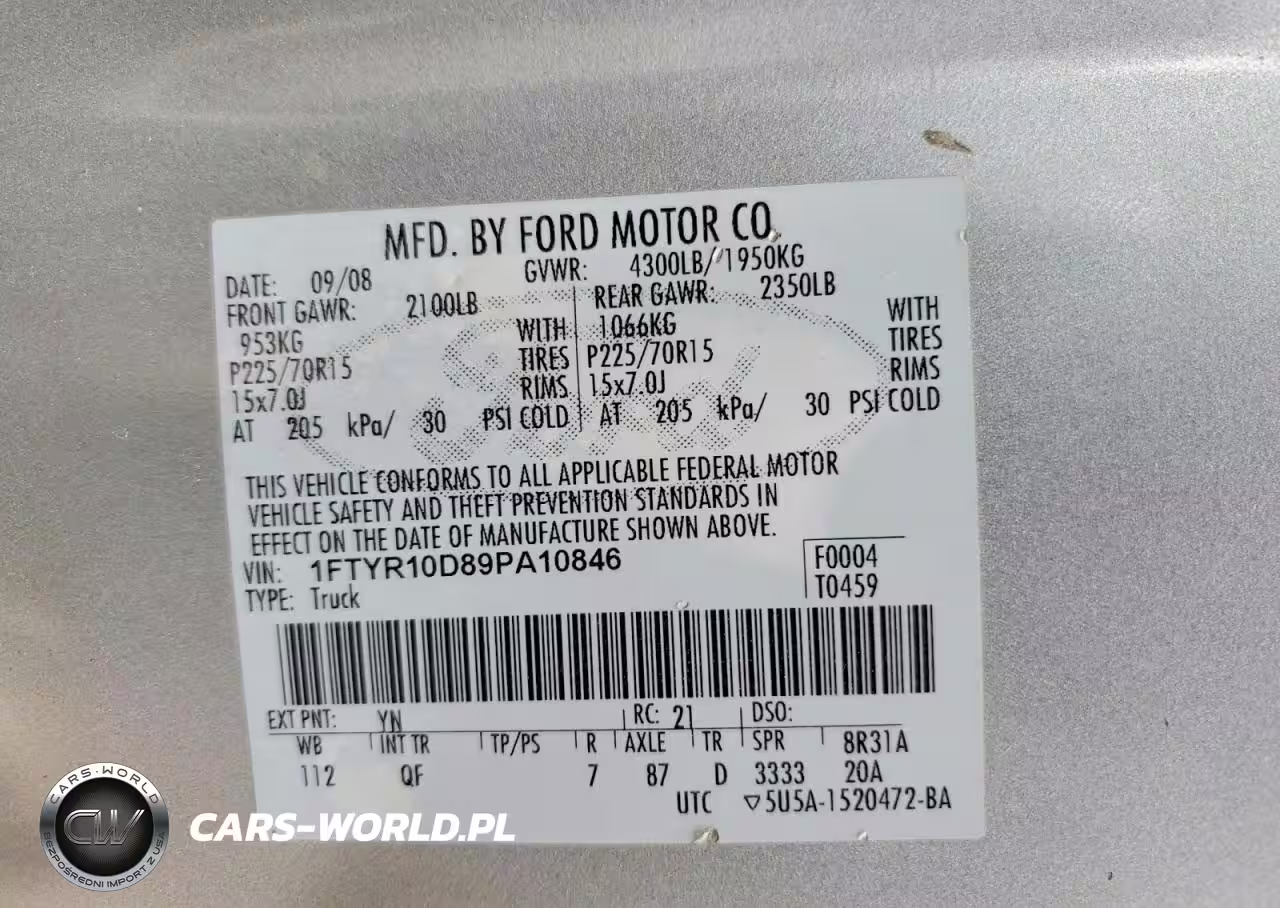 MFD. BY FORD MOTOR CO.
DATE: 09/08 GVWR: 4300LB/ 1950KG
FRONT GAWR: 2100LB REAR GAWR: 2350LB
953KG WITH 1066KG WITH
P225/70R15 TIRES P225/70R15 TIRES
15x7.0J RIMS 15x7.0J RIMS
AT 205 kPa/ 30 PSI COLD AT 205 kPa/ 30 PSI COLD
Ford
THIS VEHICLE CONFORMS TO ALL APPLICABLE FEDERAL MOTOR
VEHICLE SAFETY AND THEFT PREVENTION STANDARDS IN
EFFECT ON THE DATE OF MANUFACTURE SHOWN ABOVE.
VIN: 1FTYR10D89PA10846 F0004
TYPE: Truck T0459
EXT PNT: YN RC: 21 DSO:
WB INT TR TP/PS R AXLE TR SPR 8R31A
112 QF 7 87 D 3333 20A
UTC ▽5U5A-1520472-BA
CARS-WORLD
CW
BEZPOŚREDNI IMPORT Z USA
CARS-WORLD.PL